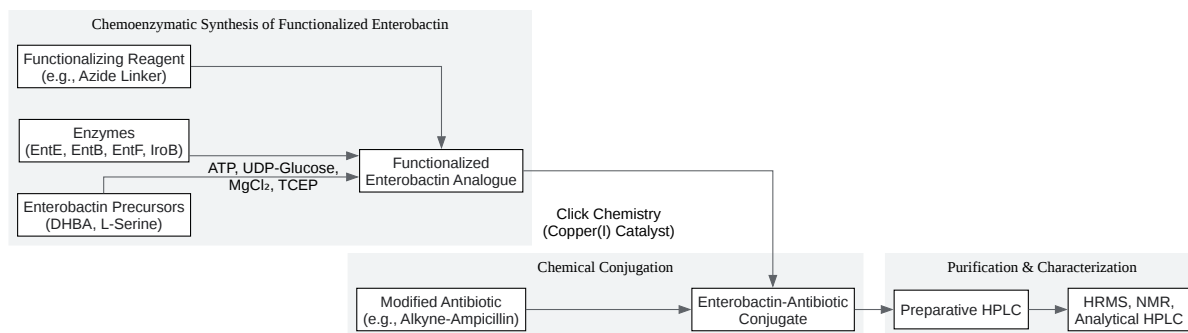 Chemoenzymatic Synthesis of Functionalized Enterobactin
Functionalizing Reagent
(e.g., Azide Linker)
Enzymes
(EntE, EntB, EntF, IroB)
ATP, UDP-Glucose,
MgCl₂, TCEP
Functionalized
Enterobactin Analogue
Enterobactin Precursors
(DHBA, L-Serine)
Click Chemistry
(Copper(I) Catalyst)
Chemical Conjugation
Modified Antibiotic
(e.g., Alkyne-Ampicillin)
Enterobactin-Antibiotic
Conjugate
Purification & Characterization
Preparative HPLC
HRMS, NMR,
Analytical HPLC